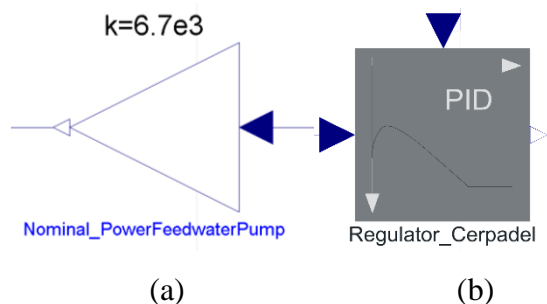 k=6.7e3
PID
Nominal_PowerFeedwaterPump
Regulator_Cerpadel
(a)
(b)